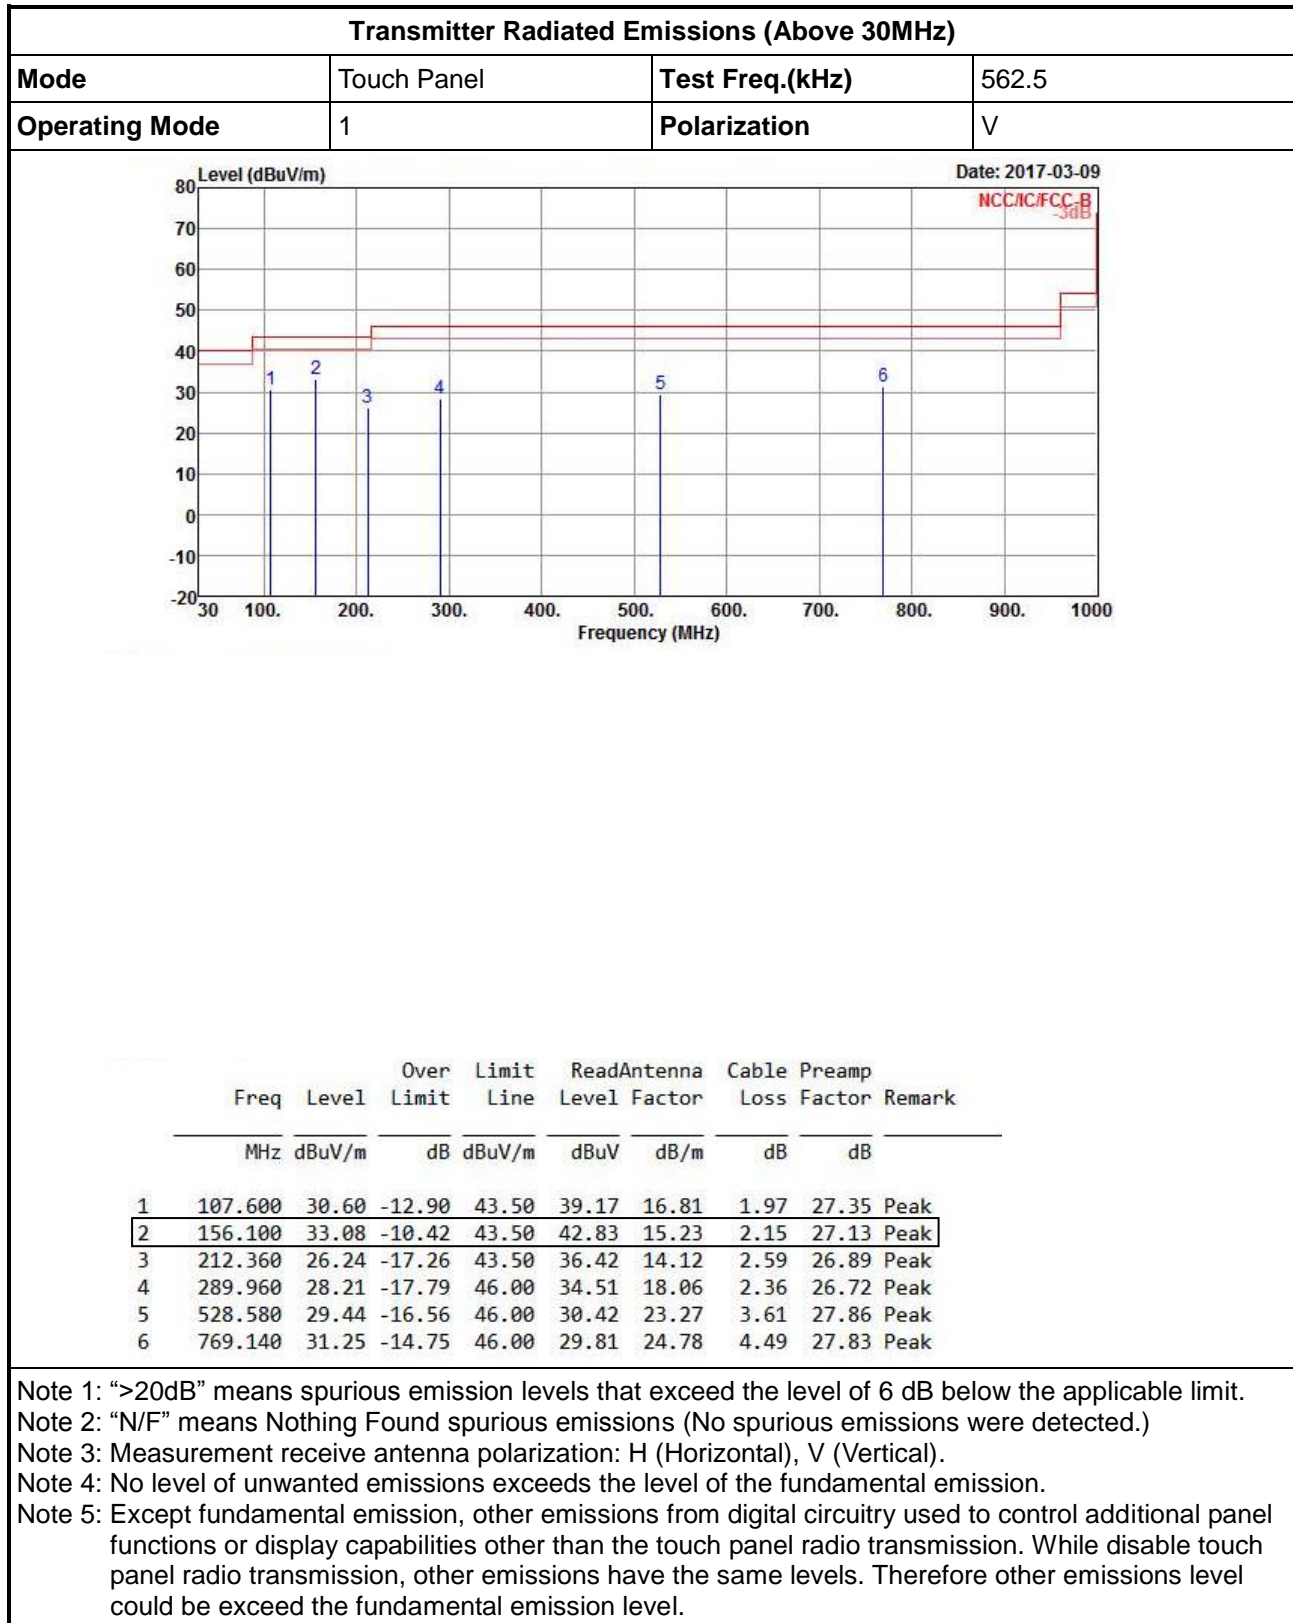 Transmitter Radiated Emissions (Above 30MHz)
Mode Touch Panel Test Freq.(kHz) 562.5
Operating Mode 1 Polarization V
Level (dBuV/m) Date: 2017-03-09
80
NCC/IC/FCC-B
-3dB
70
60
50
40
30
20
10
0
-10
-20
1 2 3 4 5 6
30 100. 200. 300. 400. 500. 600. 700. 800. 900. 1000
Frequency (MHz)
Over Limit ReadAntenna Cable Preamp
Freq Level Limit Line Level Factor Loss Factor Remark
MHz dBuV/m dB dBuV/m dBuV dB/m dB dB
1 107.600 30.60 -12.90 43.50 39.17 16.81 1.97 27.35 Peak
2 156.100 33.08 -10.42 43.50 42.83 15.23 2.15 27.13 Peak
3 212.360 26.24 -17.26 43.50 36.42 14.12 2.59 26.89 Peak
4 289.960 28.21 -17.79 46.00 34.51 18.06 2.36 26.72 Peak
5 528.580 29.44 -16.56 46.00 30.42 23.27 3.61 27.86 Peak
6 769.140 31.25 -14.75 46.00 29.81 24.78 4.49 27.83 Peak
Note 1: “>20dB” means spurious emission levels that exceed the level of 6 dB below the applicable limit.
Note 2: “N/F” means Nothing Found spurious emissions (No spurious emissions were detected.)
Note 3: Measurement receive antenna polarization: H (Horizontal), V (Vertical).
Note 4: No level of unwanted emissions exceeds the level of the fundamental emission.
Note 5: Except fundamental emission, other emissions from digital circuitry used to control additional panel
functions or display capabilities other than the touch panel radio transmission. While disable touch
panel radio transmission, other emissions have the same levels. Therefore other emissions level
could be exceed the fundamental emission level.